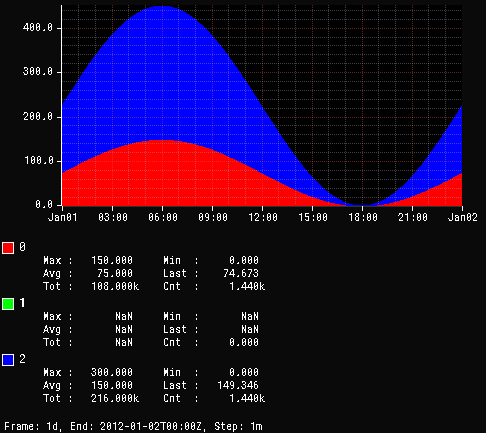 400.0
300.0
200.0
100.0
0.0
Jan01 03:00 06:00 09:00 12:00 15:00 18:00 21:00 Jan02
0
Max : 150.000 Min : 0.000
Avg : 75.000 Last : 74.673
Tot : 108.000k Cnt : 1.440k
1
Max : NaN Min : NaN
Avg : NaN Last : NaN
Tot : NaN Cnt : 0.000
2
Max : 300.000 Min : 0.000
Avg : 150.000 Last : 149.346
Tot : 216.000k Cnt : 1.440k
Frame: 1d, End: 2012-01-02T00:00Z, Step: 1m